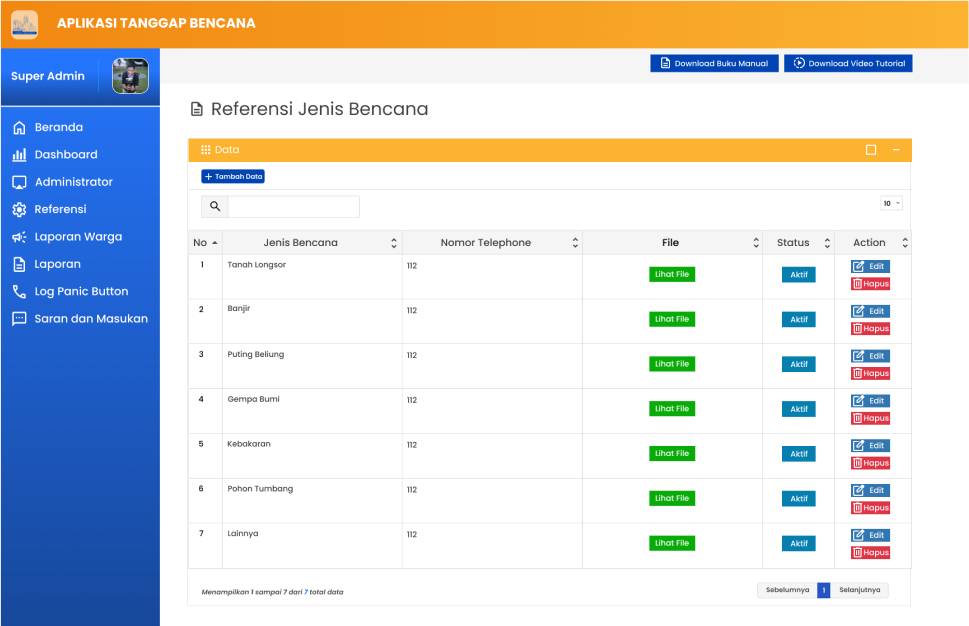 APLIKASI TANGGAP BENCANA
Super Admin
Download Buku Manual
Download Video Tutorial
Beranda
Dashboard
Administrator
Referensi
Laporan Warga
Laporan
Log Panic Button
Saran dan Masukan
Referensi Jenis Bencana
Data
Tambah Data
10
No Jenis Bencana Nomor Telephone File Status Action
1 Tanah Longsor 112 Lihat File Aktif Edit
Hapus
2 Banjir 112 Lihat File Aktif Edit
Hapus
3 Puting Beliung 112 Lihat File Aktif Edit
Hapus
4 Gempa Bumi 112 Lihat File Aktif Edit
Hapus
5 Kebakaran 112 Lihat File Aktif Edit
Hapus
6 Pohon Tumbang 112 Lihat File Aktif Edit
Hapus
7 Lainnya 112 Lihat File Aktif Edit
Hapus
Menampilkan 1 sampai 7 dari 7 total data
Sebelumnya 1 Selanjutnya